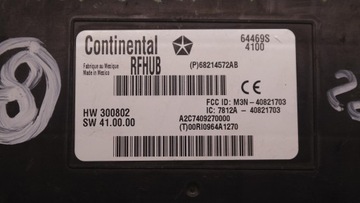 Continental
64469S
4100
Fabrique au Mexique
Made in Mexico
RFHUB
(P)68214572AB
HW 300802
SW 41.00.00
FCC ID: M3N - 40821703
IC: 7812A - 40821703
A2C7409270000
(T)00RI0964A1270